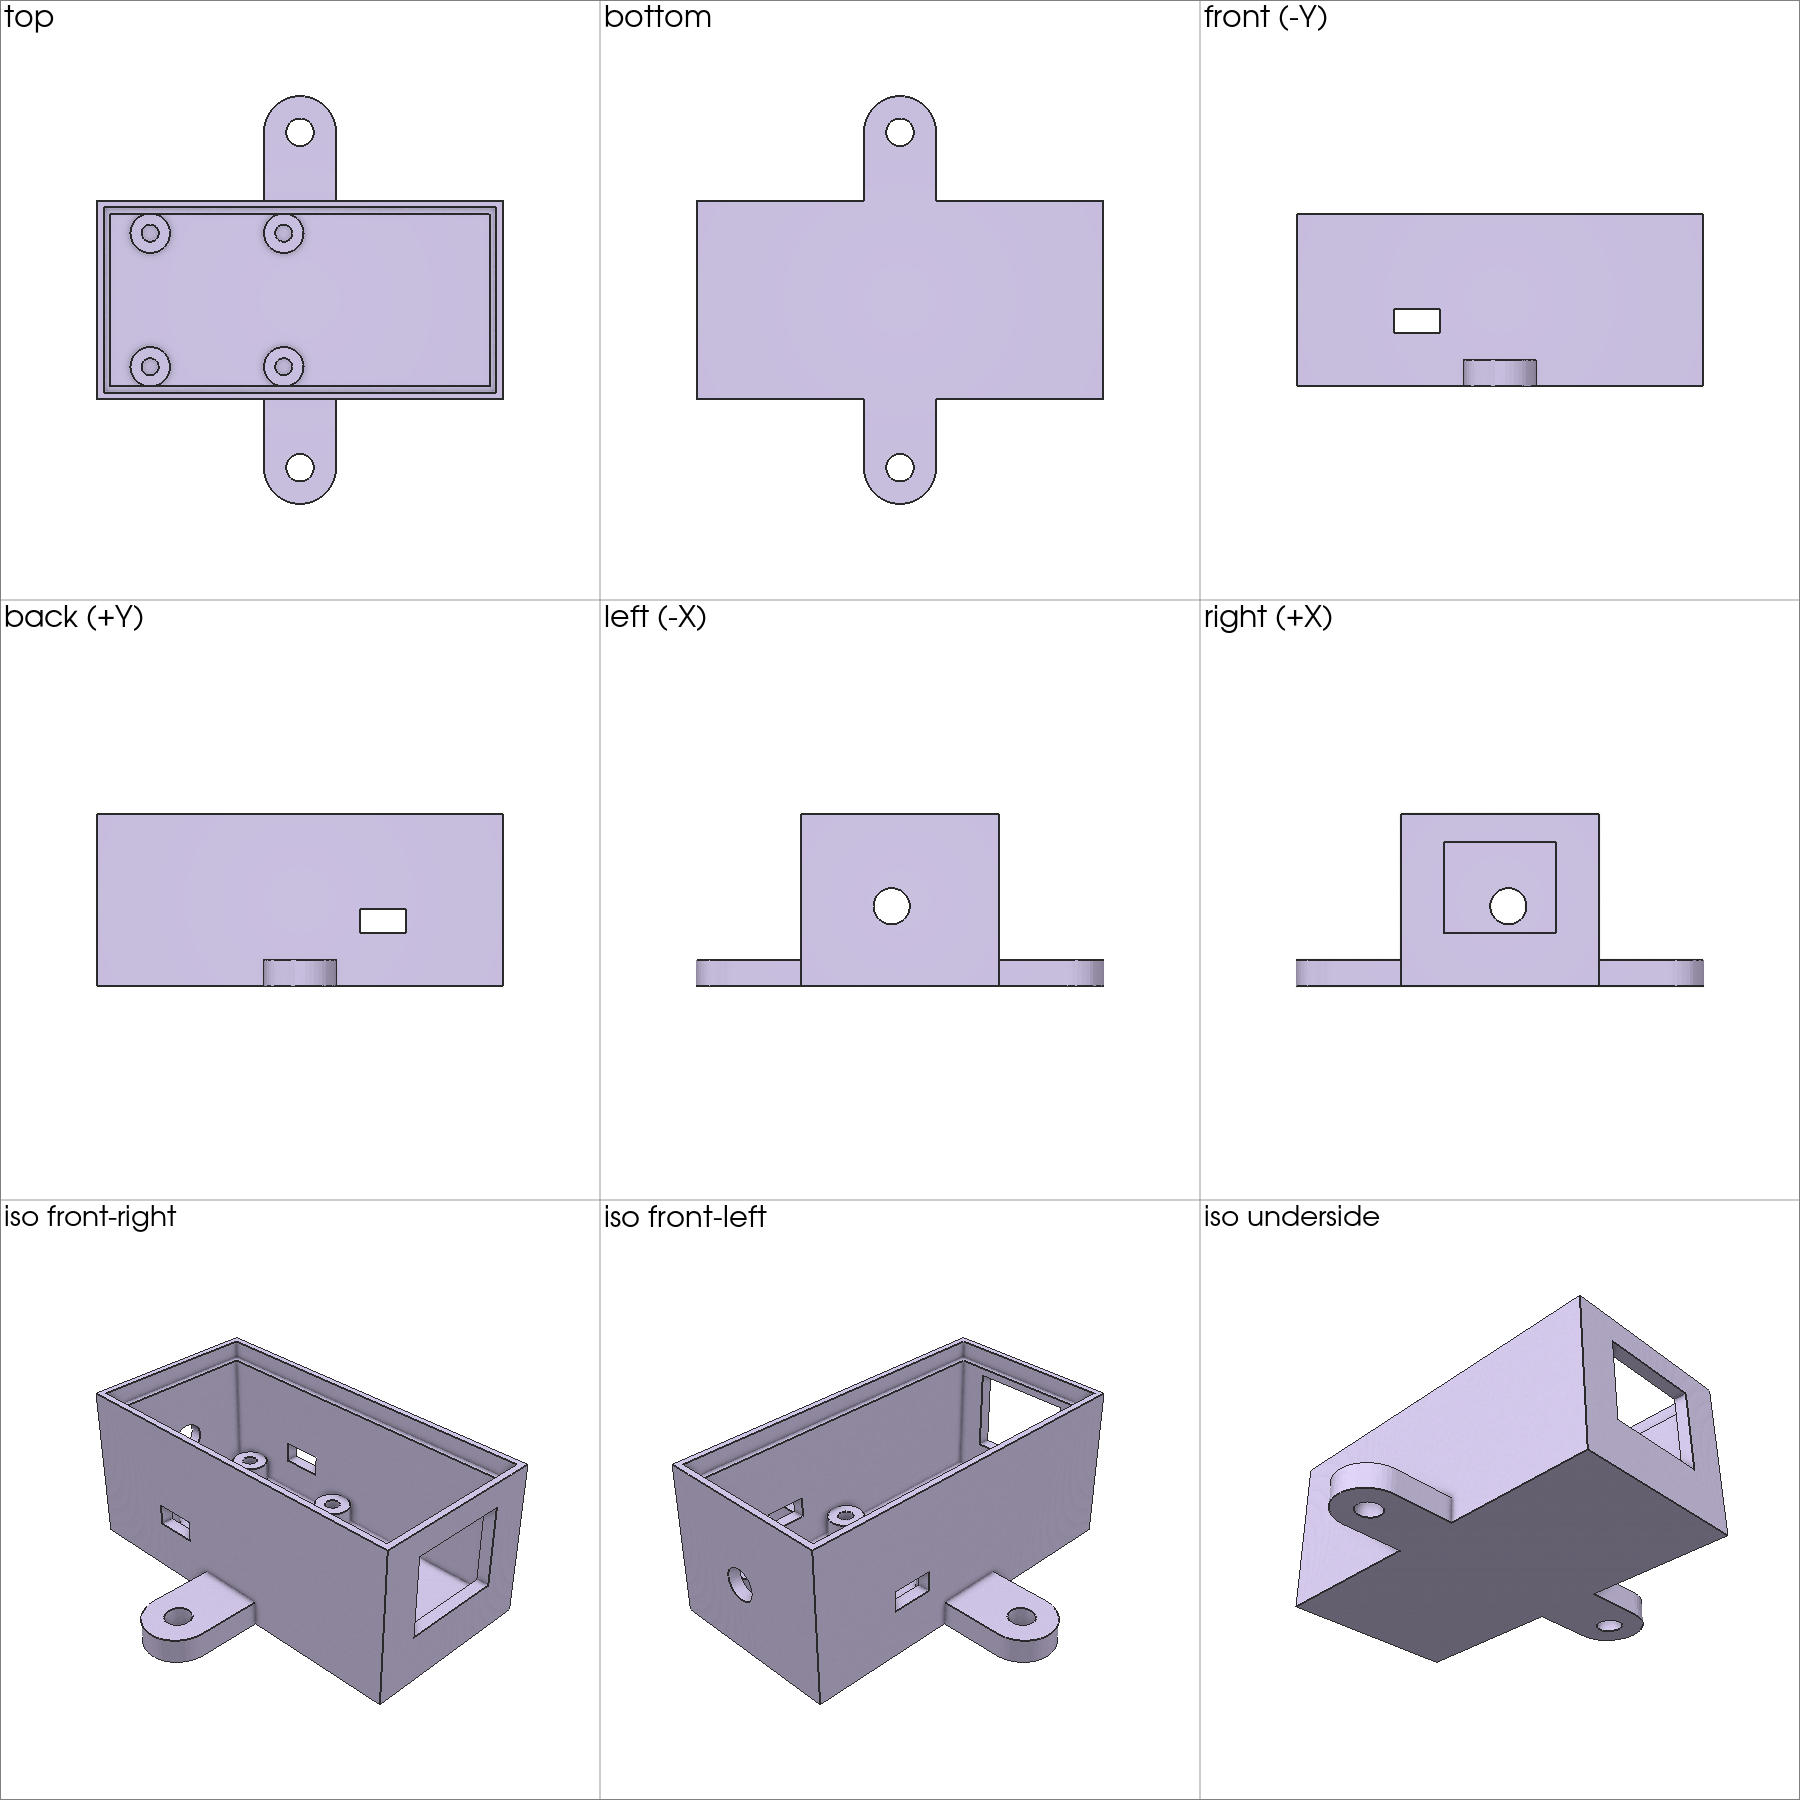 top
bottom
front (-Y)
back (+Y)
left (-X)
right (+X)
iso front-right
iso front-left
iso underside